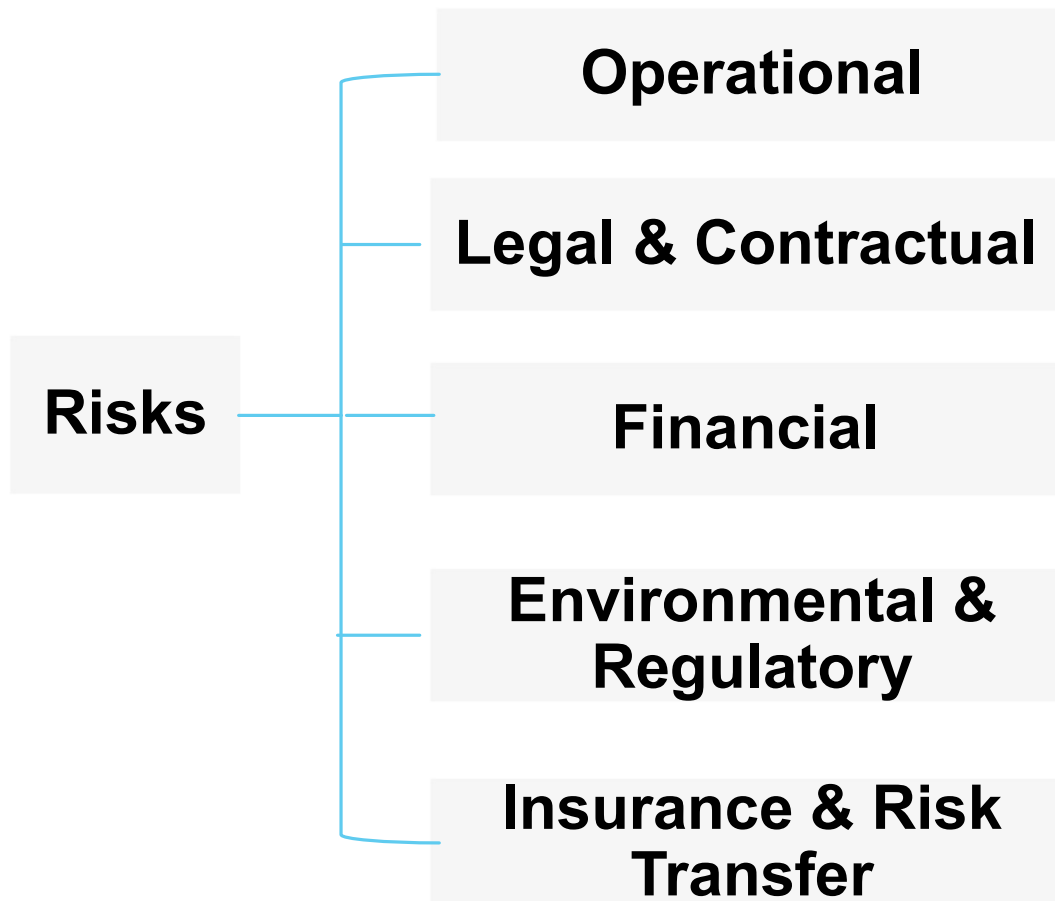 Risks
Operational
Legal & Contractual
Financial
Environmental &
Regulatory
Insurance & Risk
Transfer